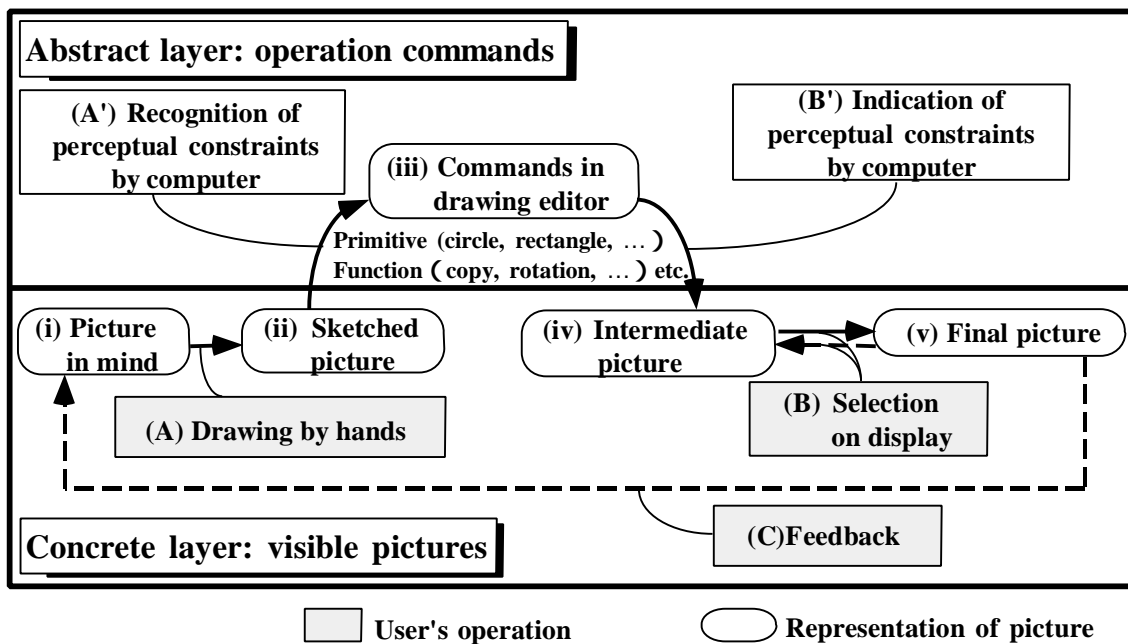 Abstract layer: operation commands
(A') Recognition of
perceptual constraints
by computer
(B') Indication of
perceptual constraints
by computer
(iii) Commands in
drawing editor
Primitive (circle, rectangle, … )
Function ( copy, rotation, … ) etc.
(i) Picture
in mind
(ii) Sketched
picture
(iv) Intermediate
picture
(v) Final picture
(A) Drawing by hands
(B) Selection
on display
(C)Feedback
Concrete layer: visible pictures
User's operation
Representation of picture